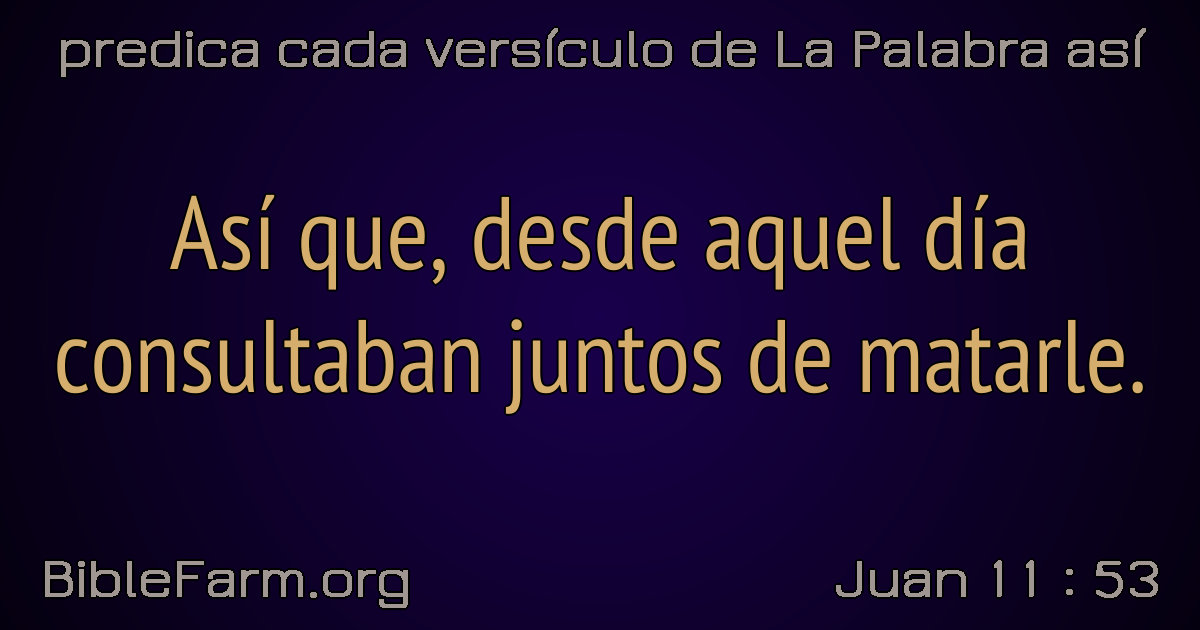 predica cada versículo de La Palabra así
Así que, desde aquel día
consultaban juntos de matarle.
BibleFarm.org
Juan 11 : 53